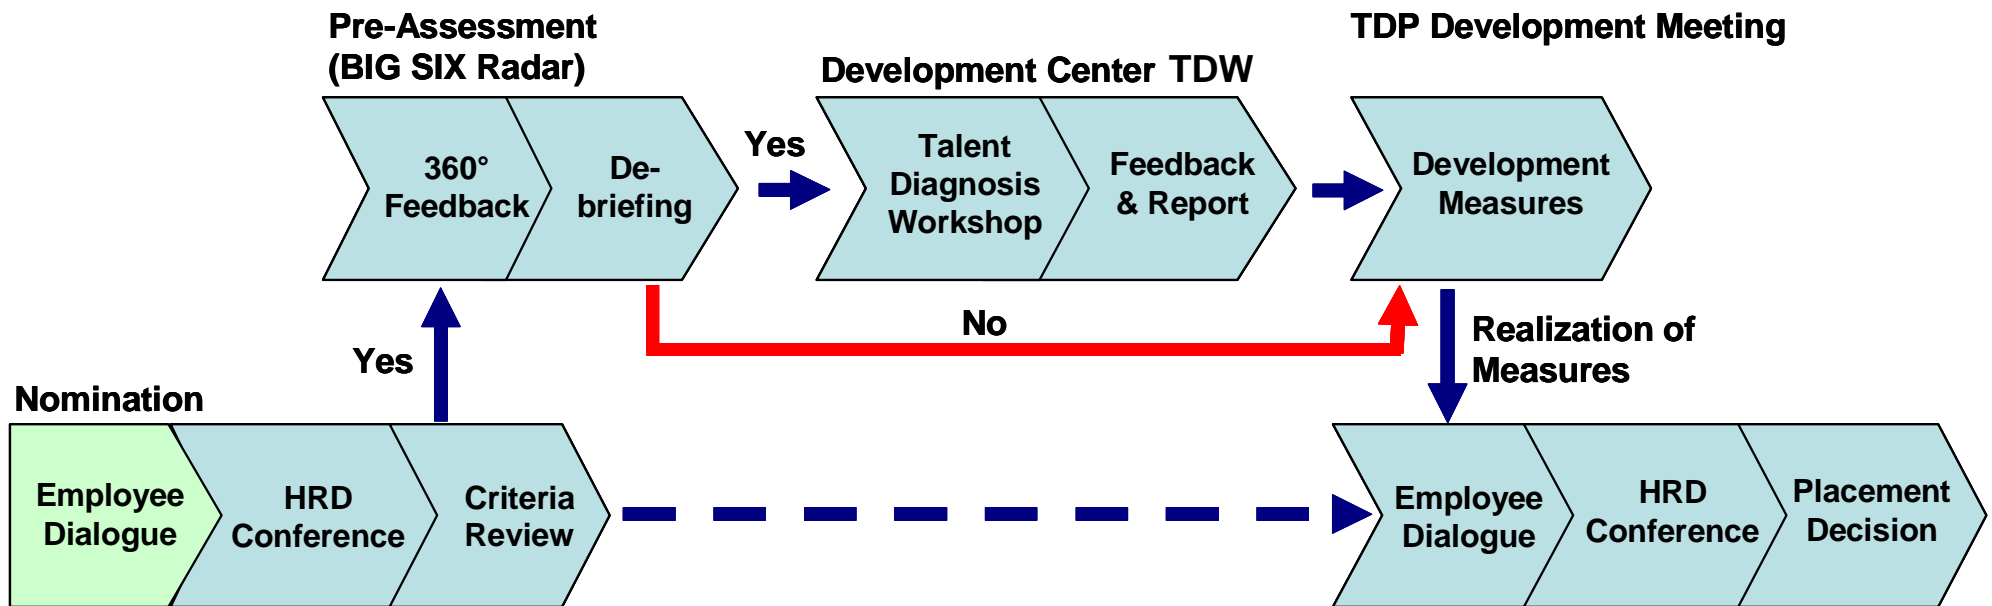 Pre-Assessment
(BIG SIX Radar)
TDP Development Meeting
Development Center TDW
360°
Feedback
De-
briefing
Yes
Talent
Diagnosis
Workshop
Feedback
& Report
Development
Measures
No
Yes
Realization of
Measures
Nomination
Employee
Dialogue
HRD
Conference
Criteria
Review
Employee
Dialogue
HRD
Conference
Placement
Decision